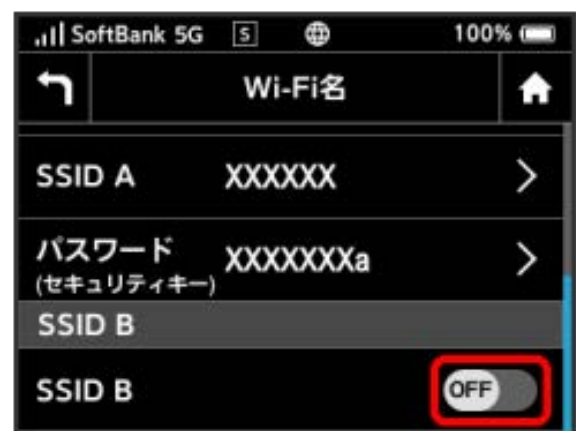 SoftBank 5G S 100%
Wi-Fi名
SSID A XXXXXX
パスワード XXXXXXXa
(セキュリティキー)
SSID B
SSID B OFF